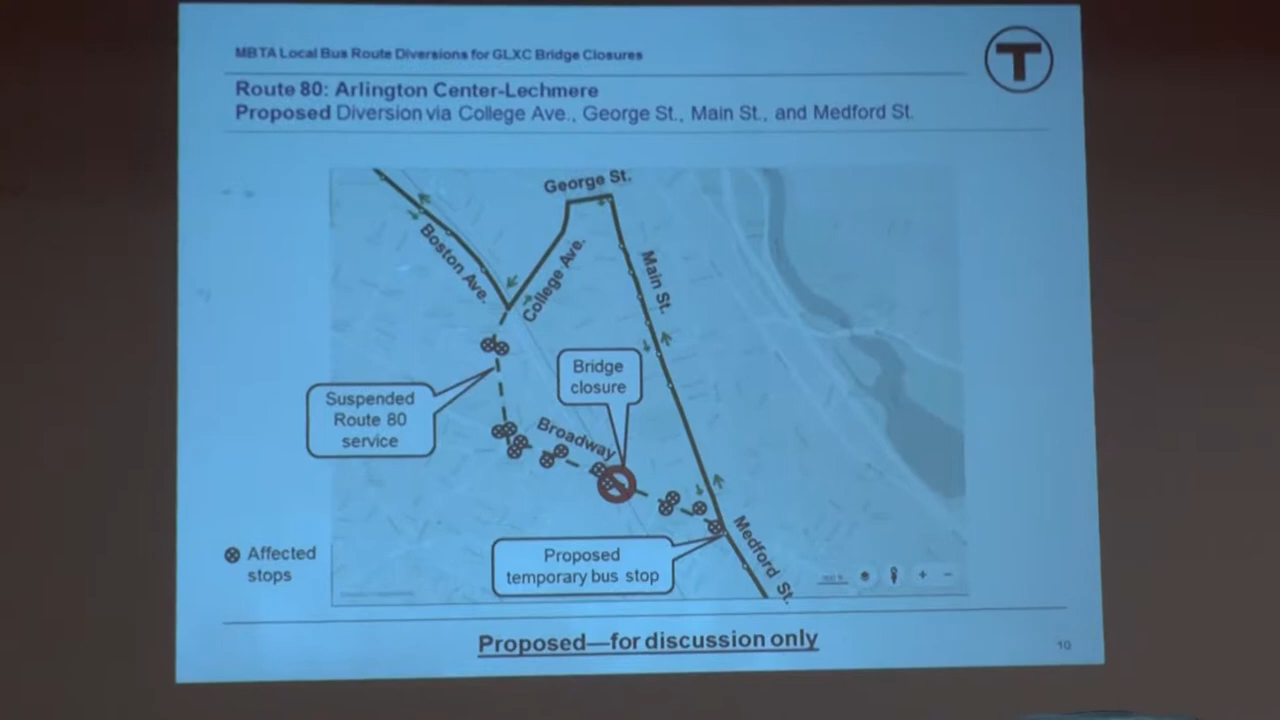 MBTA Local Bus Route Diversions for GLXC Bridge Closures
T
Route 80: Arlington Center-Lechmere
Proposed Diversion via College Ave., George St., Main St., and Medford St.
George St.
Boston Ave.
College Ave.
Main St.
Bridge
closure
Suspended
Route 80
service
Broadway
Medford St.
Proposed
temporary bus stop
Affected
stops
Proposed—for discussion only
10